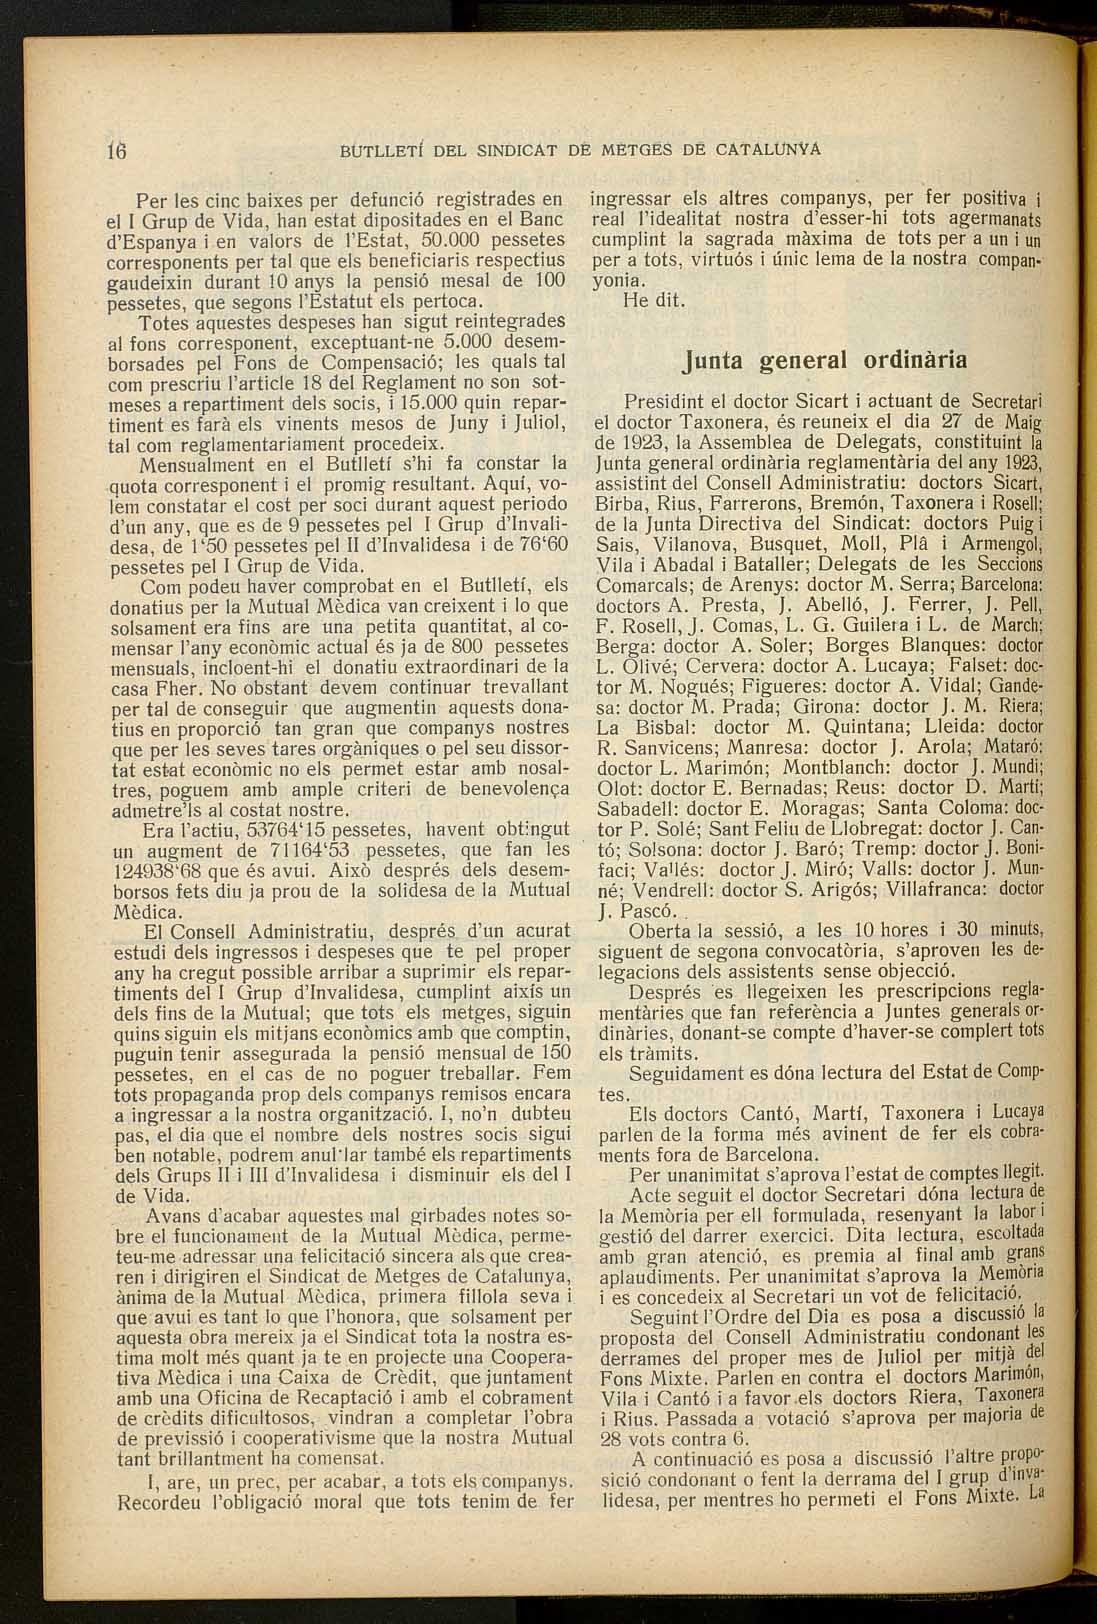 16
BUTLLETÍ DEL SINDICAT DE METGES DE CATALUNYA
Per les cinc baixes per defunció registrades en
el I Grup de Vida, han estat dipositades en el Banc
d'Espanya i en valors de l'Estat, 50.000 pessetes
corresponents per tal que els beneficiaris respectius
gaudeixin durant 10 anys la pensió mesal de 100
pessetes, que segons l'Estatut els pertoca.
Totes aquestes despeses han sigut reintegrades
al fons corresponent, exceptuant-ne 5.000 desem-
borsades pel Fons de Compensació; les quals tal
com prescriu l'article 18 del Reglament no son sot-
meses a repartiment dels socis, i 15.000 quin repar-
timent es farà els vinents mesos de Juny i Juliol,
tal com reglamentariament procedeix.
Mensualment en el Butlletí s'hi fa constar la
quota corresponent i el promig resultant. Aquí, vo-
lem constatar el cost per soci durant aquest periodo
d'un any, que es de 9 pessetes pel I Grup d'Invali-
desa, de 1'50 pessetes pel II d'Invalidesa i de 76'60
pessetes pel I Grup de Vida.
Com podeu haver comprobat en el Butlletí, els
donatius per la Mutual Mèdica van creixent i lo que
solsament era fins are una petita quantitat, al co-
mensar l'any econòmic actual és ja de 800 pessetes
mensuals, incloent-hi el donatiu extraordinari de la
casa Fher. No obstant devem continuar trevallant
per tal de conseguir que augmentin aquests dona-
tius en proporció tan gran que companys nostres
que per les seves tares orgàniques o pel seu dissor-
tat estat econòmic no els permet estar amb nosal-
tres, poguem amb ample criteri de benevolença
admetre'ls al costat nostre.
Era l'actiu, 53764'15 pessetes, havent obtingut
un augment de 71164'53 pessetes, que fan les
124938'68 que és avui. Això després dels desem-
borsos fets diu ja prou de la solidesa de la Mutual
Mèdica.
El Consell Administratiu, després d'un acurat
estudi dels ingressos i despeses que te pel proper
any ha cregut possible arribar a suprimir els repar-
timents del I Grup d'Invalidesa, cumplint aixís un
dels fins de la Mutual; que tots els metges, siguin
quins siguin els mitjans econòmics amb que comptin,
puguin tenir assegurada la pensió mensual de 150
pessetes, en el cas de no poguer treballar. Fem
tots propaganda prop dels companys remisos encara
a ingressar a la nostra organització. I, no'n dubteu
pas, el dia que el nombre dels nostres socis sigui
ben notable, podrem anul'lar també els repartiments
dels Grups II i III d'Invalidesa i disminuir els del I
de Vida.
Avans d'acabar aquestes mal girbades notes so-
bre el funcionament de la Mutual Mèdica, perme-
teu-me adressar una felicitació sincera als que crea-
ren i dirigiren el Sindicat de Metges de Catalunya,
ànima de la Mutual Mèdica, primera fillola seva i
que avui es tant lo que l'honora, que solsament per
aquesta obra mereix ja el Sindicat tota la nostra es-
tima molt més quant ja te en projecte una Coopera-
tiva Mèdica i una Caixa de Crèdit, que juntament
amb una Oficina de Recaptació i amb el cobrament
de crèdits dificultosos, vindran a completar l'obra
de previssió i cooperativisme que la nostra Mutual
tant brillantment ha comensat.
I, are, un prec, per acabar, a tots els companys.
Recordeu l'obligació moral que tots tenim de fer
ingressar els altres companys, per fer positiva i
real l'idealitat nostra d'esser-hi tots agermanats
cumplint la sagrada màxima de tots per a un i un
per a tots, virtuós i únic lema de la nostra compan-
yonia.
He dit.
Junta general ordinària
Presidint el doctor Sicart i actuant de Secretari
el doctor Taxonera, és reuneix el dia 27 de Maig
de 1923, la Assemblea de Delegats, constituint la
Junta general ordinària reglamentària del any 1923,
assistint del Consell Administratiu: doctors Sicart,
Birba, Rius, Farrerons, Bremón, Taxonera i Rosell;
de la Junta Directiva del Sindicat: doctors Puig i
Sais, Vilanova, Busquet, Moll, Plâ i Armengol,
Vila i Abadal i Bataller; Delegats de les Seccions
Comarcals; de Arenys: doctor M. Serra; Barcelona:
doctors A. Presta, J. Abelló, J. Ferrer, J. Pell,
F. Rosell, J. Comas, L. G. Guilera i L. de March;
Berga: doctor A. Soler; Borges Blanques: doctor
L. Olivé; Cervera: doctor A. Lucaya; Falset: doc-
tor M. Nogués; Figueres: doctor A. Vidal; Gande-
sa: doctor M. Prada; Girona: doctor J. M. Riera;
La Bisbal: doctor M. Quintana; Lleida: doctor
R. Sanvicens; Manresa: doctor J. Arola; Mataró:
doctor L. Marimón; Montblanch: doctor J. Mundi;
Olot: doctor E. Bernadas; Reus: doctor D. Martí;
Sabadell: doctor E. Moragas; Santa Coloma: doc-
tor P. Solé; Sant Feliu de Llobregat: doctor J. Can-
tó; Solsona: doctor J. Baró; Tremp: doctor J. Boni-
faci; Vallés: doctor J. Miró; Valls: doctor J. Mun-
né; Vendrell: doctor S. Arigós; Villafranca: doctor
J. Pascó.
Oberta la sessió, a les 10 hores i 30 minuts,
siguent de segona convocatòria, s'aproven les de-
legacions dels assistents sense objecció.
Després es llegeixen les prescripcions regla-
mentàries que fan referència a Juntes generals or-
dinàries, donant-se compte d'haver-se complert tots
els tràmits.
Seguidament es dóna lectura del Estat de Comp-
tes.
Els doctors Cantó, Martí, Taxonera i Lucaya
parlen de la forma més avinent de fer els cobra-
ments fora de Barcelona.
Per unanimitat s'aprova l'estat de comptes llegit.
Acte seguit el doctor Secretari dóna lectura de
la Memòria per ell formulada, resenyant la labor i
gestió del darrer exercici. Dita lectura, escoltada
amb gran atenció, es premia al final amb grans
aplaudiments. Per unanimitat s'aprova la Memòria
i es concedeix al Secretari un vot de felicitació.
Seguint l'Ordre del Dia es posa a discussió la
proposta del Consell Administratiu condonant les
derrames del proper mes de Juliol per mitjà del
Fons Mixte. Parlen en contra el doctors Marimón,
Vila i Cantó i a favor els doctors Riera, Taxonera
i Rius. Passada a votació s'aprova per majoria de
28 vots contra 6.
A continuació es posa a discussió l'altre propo-
sició condonant o fent la derrama del I grup d'inva-
lidesa, per mentres ho permeti el Fons Mixte. La